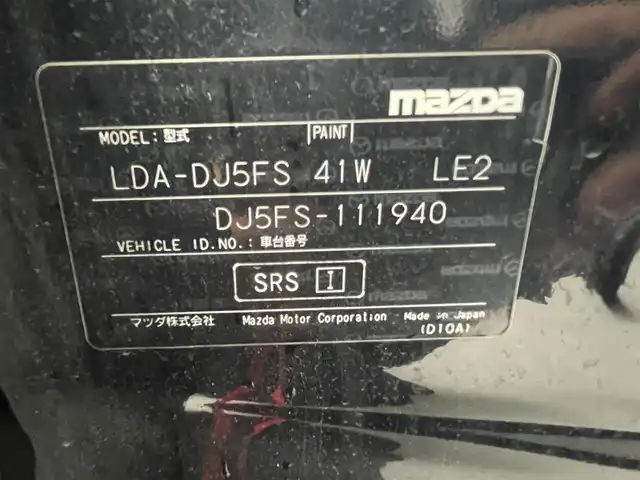 mazda
MODEL: 型式 PAINT
LDA-DJ5FS 41W LE2
DJ5FS-111940
VEHICLE ID.NO.: 車台番号
SRS I
マツダ株式会社 Mazda Motor Corporation Made in Japan
(D10A)